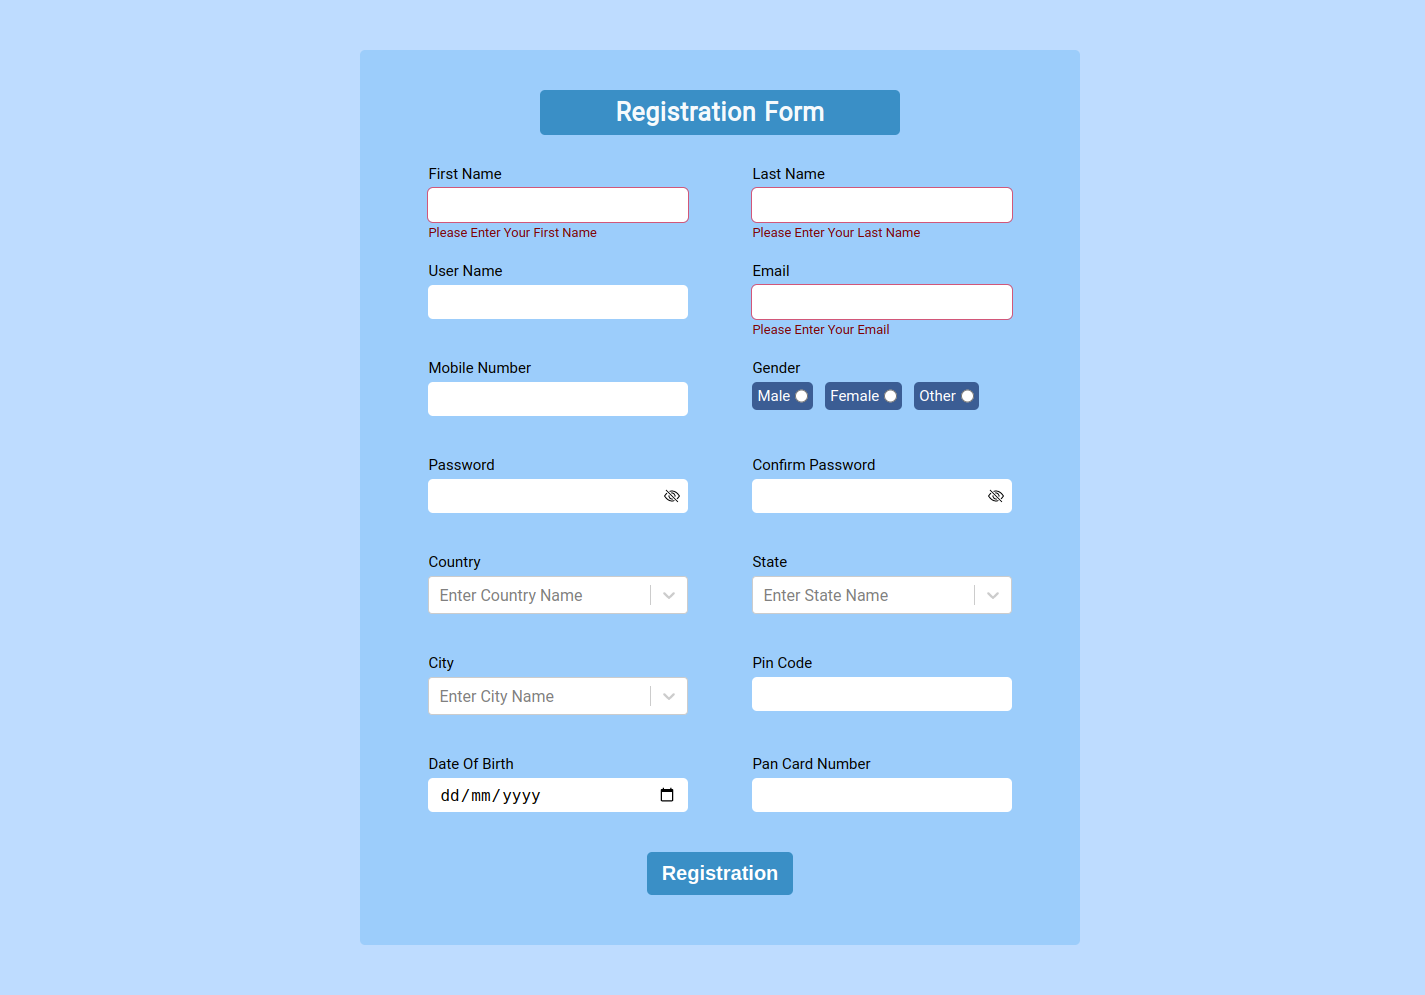 Registration Form
First Name
Last Name
Please Enter Your First Name
Please Enter Your Last Name
User Name
Email
Please Enter Your Email
Mobile Number
Gender
Male Female Other
Password
Confirm Password
Country
State
Enter Country Name
Enter State Name
City
Pin Code
Enter City Name
Date Of Birth
Pan Card Number
dd/mm/yyyy
Registration